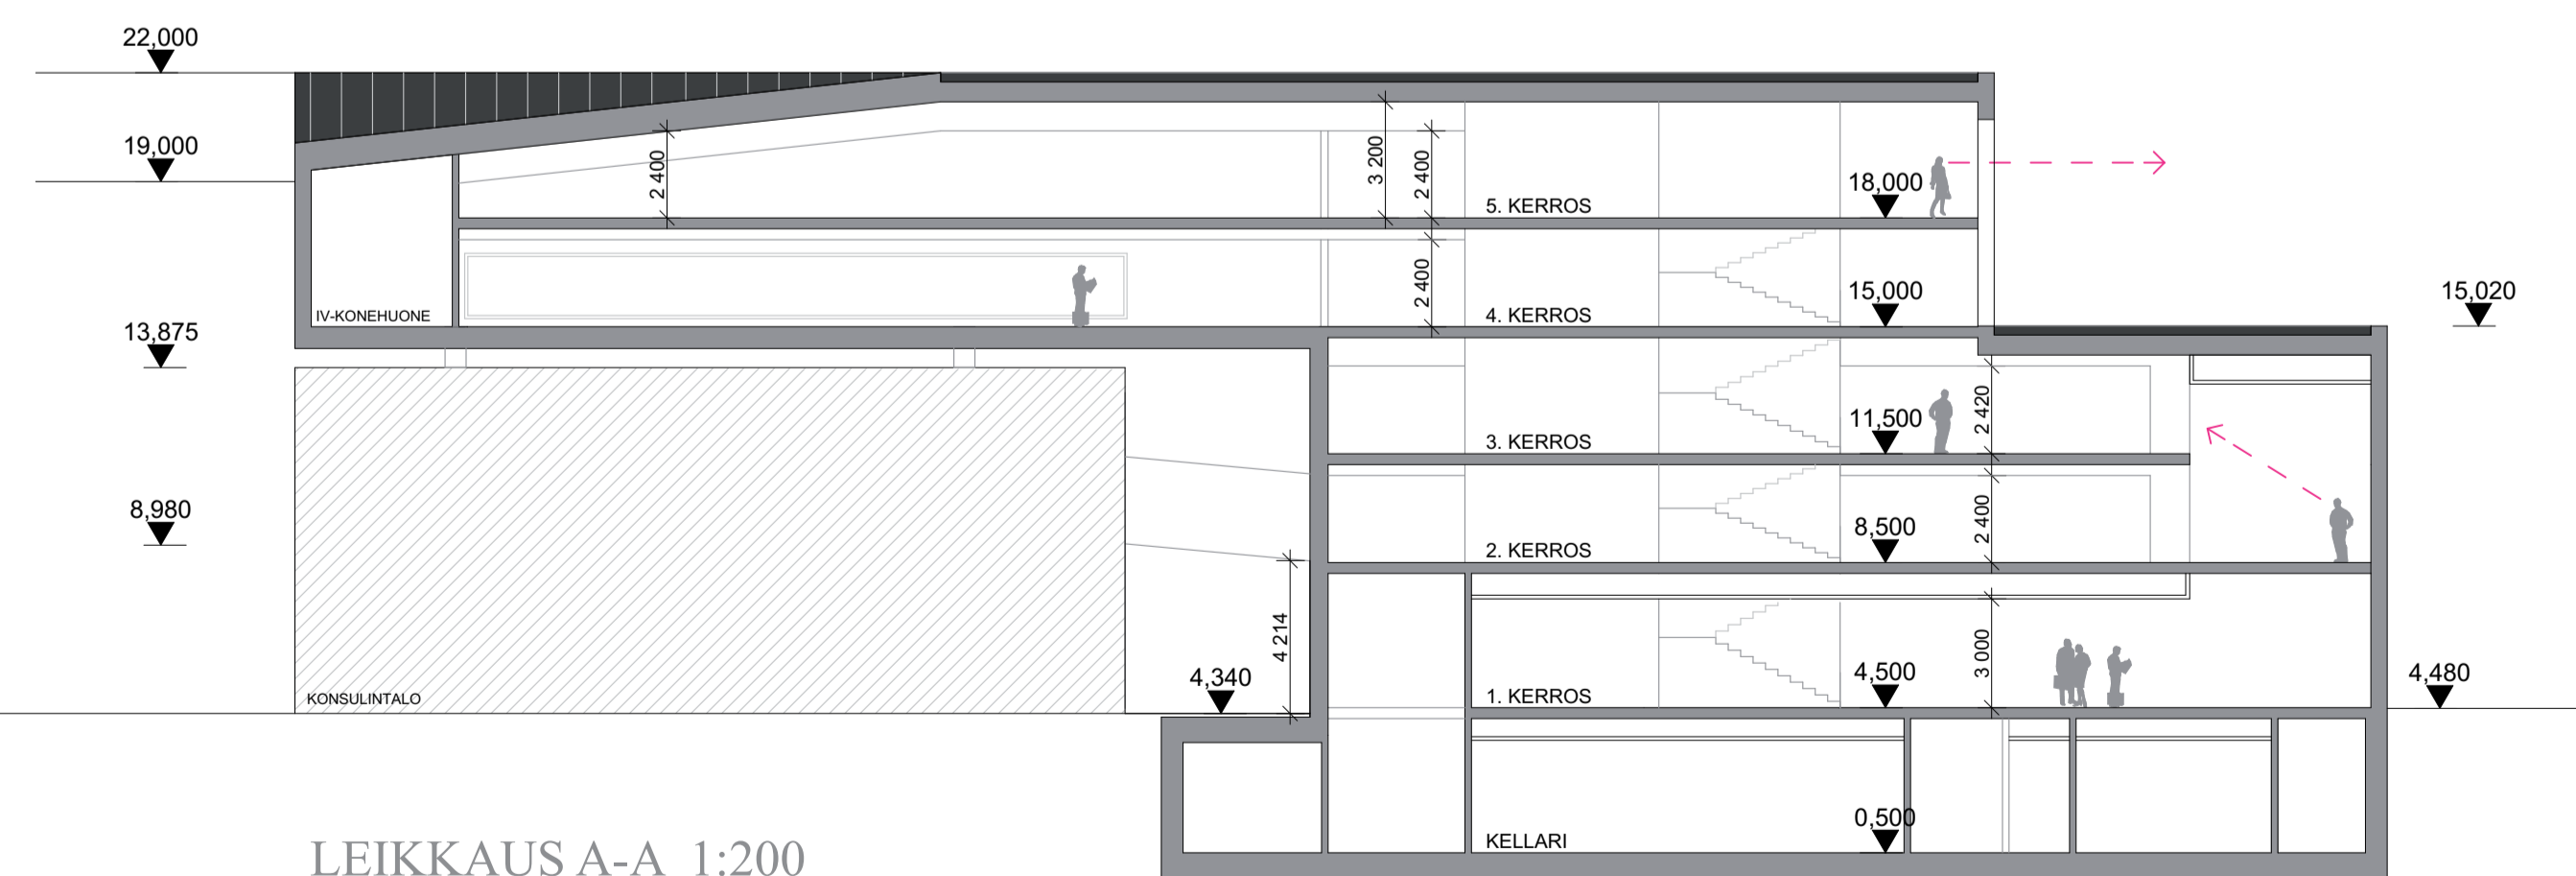 22,000
19,000
2 400
3 200
2 400
18,000
5. KERROS
2 400
15,000
15,020
IV-KONEHUONE
4. KERROS
13,875
2 420
11,500
3. KERROS
8,980
2 400
8,500
2. KERROS
4 214
3 000
4,340
4,500
4,480
KONSULINTALO
1. KERROS
0,500
KELLARI
LEIKKAUS A-A 1:200